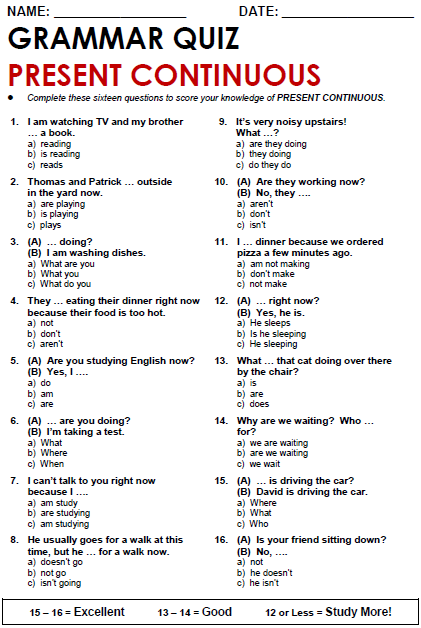 NAME: ________________ DATE: ________________
GRAMMAR QUIZ
PRESENT CONTINUOUS
● Complete these sixteen questions to score your knowledge of PRESENT CONTINUOUS.
1. I am watching TV and my brother
… a book.
a) reading
b) is reading
c) reads
2. Thomas and Patrick … outside
in the yard now.
a) are playing
b) is playing
c) plays
3. (A) … doing?
(B) I am washing dishes.
a) What are you
b) What you
c) What do you
4. They … eating their dinner right now
because their food is too hot.
a) not
b) don't
c) aren't
5. (A) Are you studying English now?
(B) Yes, I ….
a) do
b) am
c) are
6. (A) … are you doing?
(B) I'm taking a test.
a) What
b) Where
c) When
7. I can't talk to you right now
because I ….
a) am study
b) are studying
c) am studying
8. He usually goes for a walk at this
time, but he … for a walk now.
a) doesn't go
b) not go
c) isn't going
9. It's very noisy upstairs!
What …?
a) are they doing
b) they doing
c) do they do
10. (A) Are they working now?
(B) No, they ….
a) aren't
b) don't
c) isn't
11. I … dinner because we ordered
pizza a few minutes ago.
a) am not making
b) don't make
c) not make
12. (A) … right now?
(B) Yes, he is.
a) He sleeps
b) Is he sleeping
c) He sleeping
13. What … that cat doing over there
by the chair?
a) is
b) are
c) does
14. Why are we waiting? Who …
for?
a) we are waiting
b) are we waiting
c) we wait
15. (A) … is driving the car?
(B) David is driving the car.
a) Where
b) What
c) Who
16. (A) Is your friend sitting down?
(B) No, ….
a) not
b) he doesn't
c) he isn't
15 – 16 = Excellent 13 – 14 = Good 12 or Less = Study More!